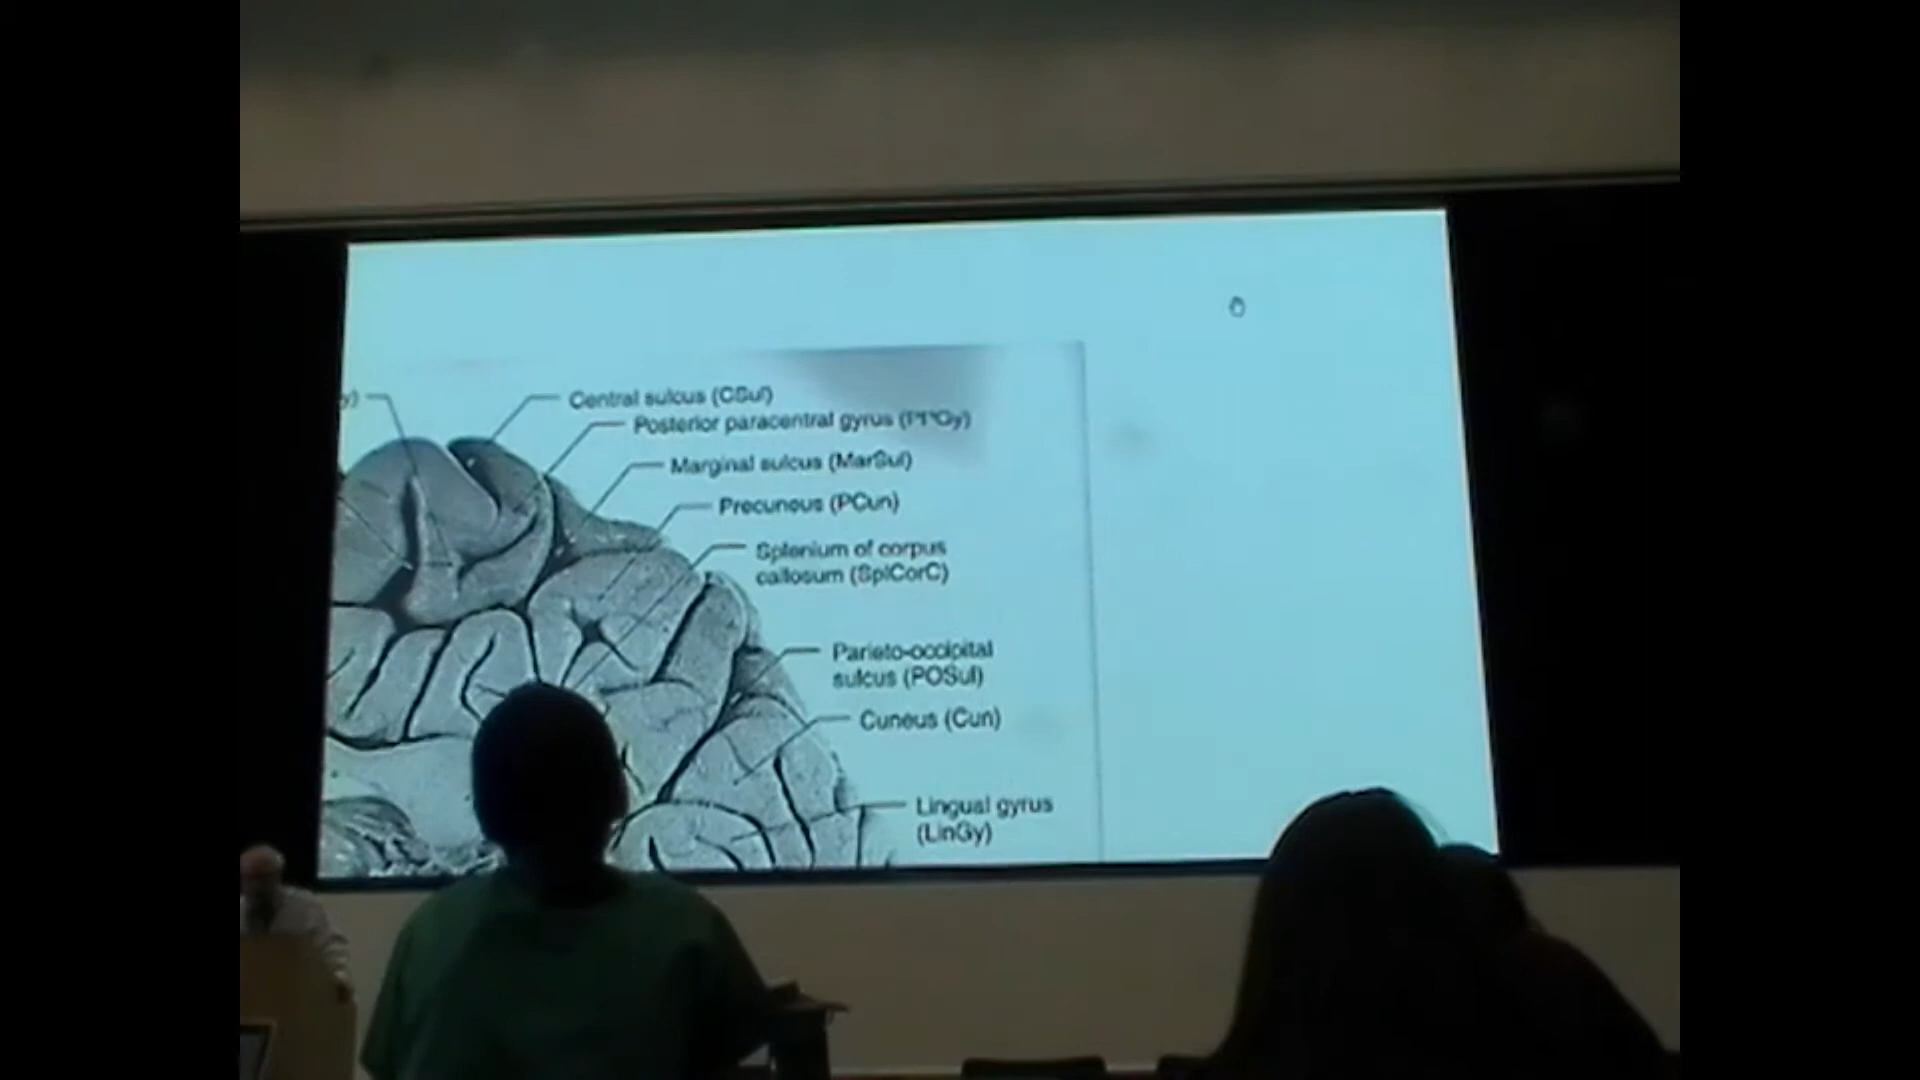 y)
Central sulcus (CSul)
Posterior paracentral gyrus (PPGy)
Marginal sulcus (MarSul)
Precuneus (PCun)
Splenium of corpus
callosum (SplCorC)
Parieto-occipital
sulcus (POSul)
Cuneus (Cun)
Lingual gyrus
(LinGy)